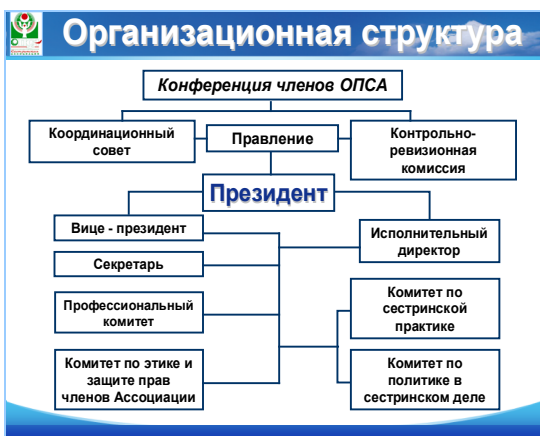 Организационная структура
Конференция членов ОПСА
Координационный
совет
Правление
Контрольно-
ревизионная
комиссия
Президент
Вице - президент
Исполнительный
директор
Секретарь
Профессиональный
комитет
Комитет по
сестринской
практике
Комитет по этике и
защите прав
членов Ассоциации
Комитет по
политике в
сестринском деле